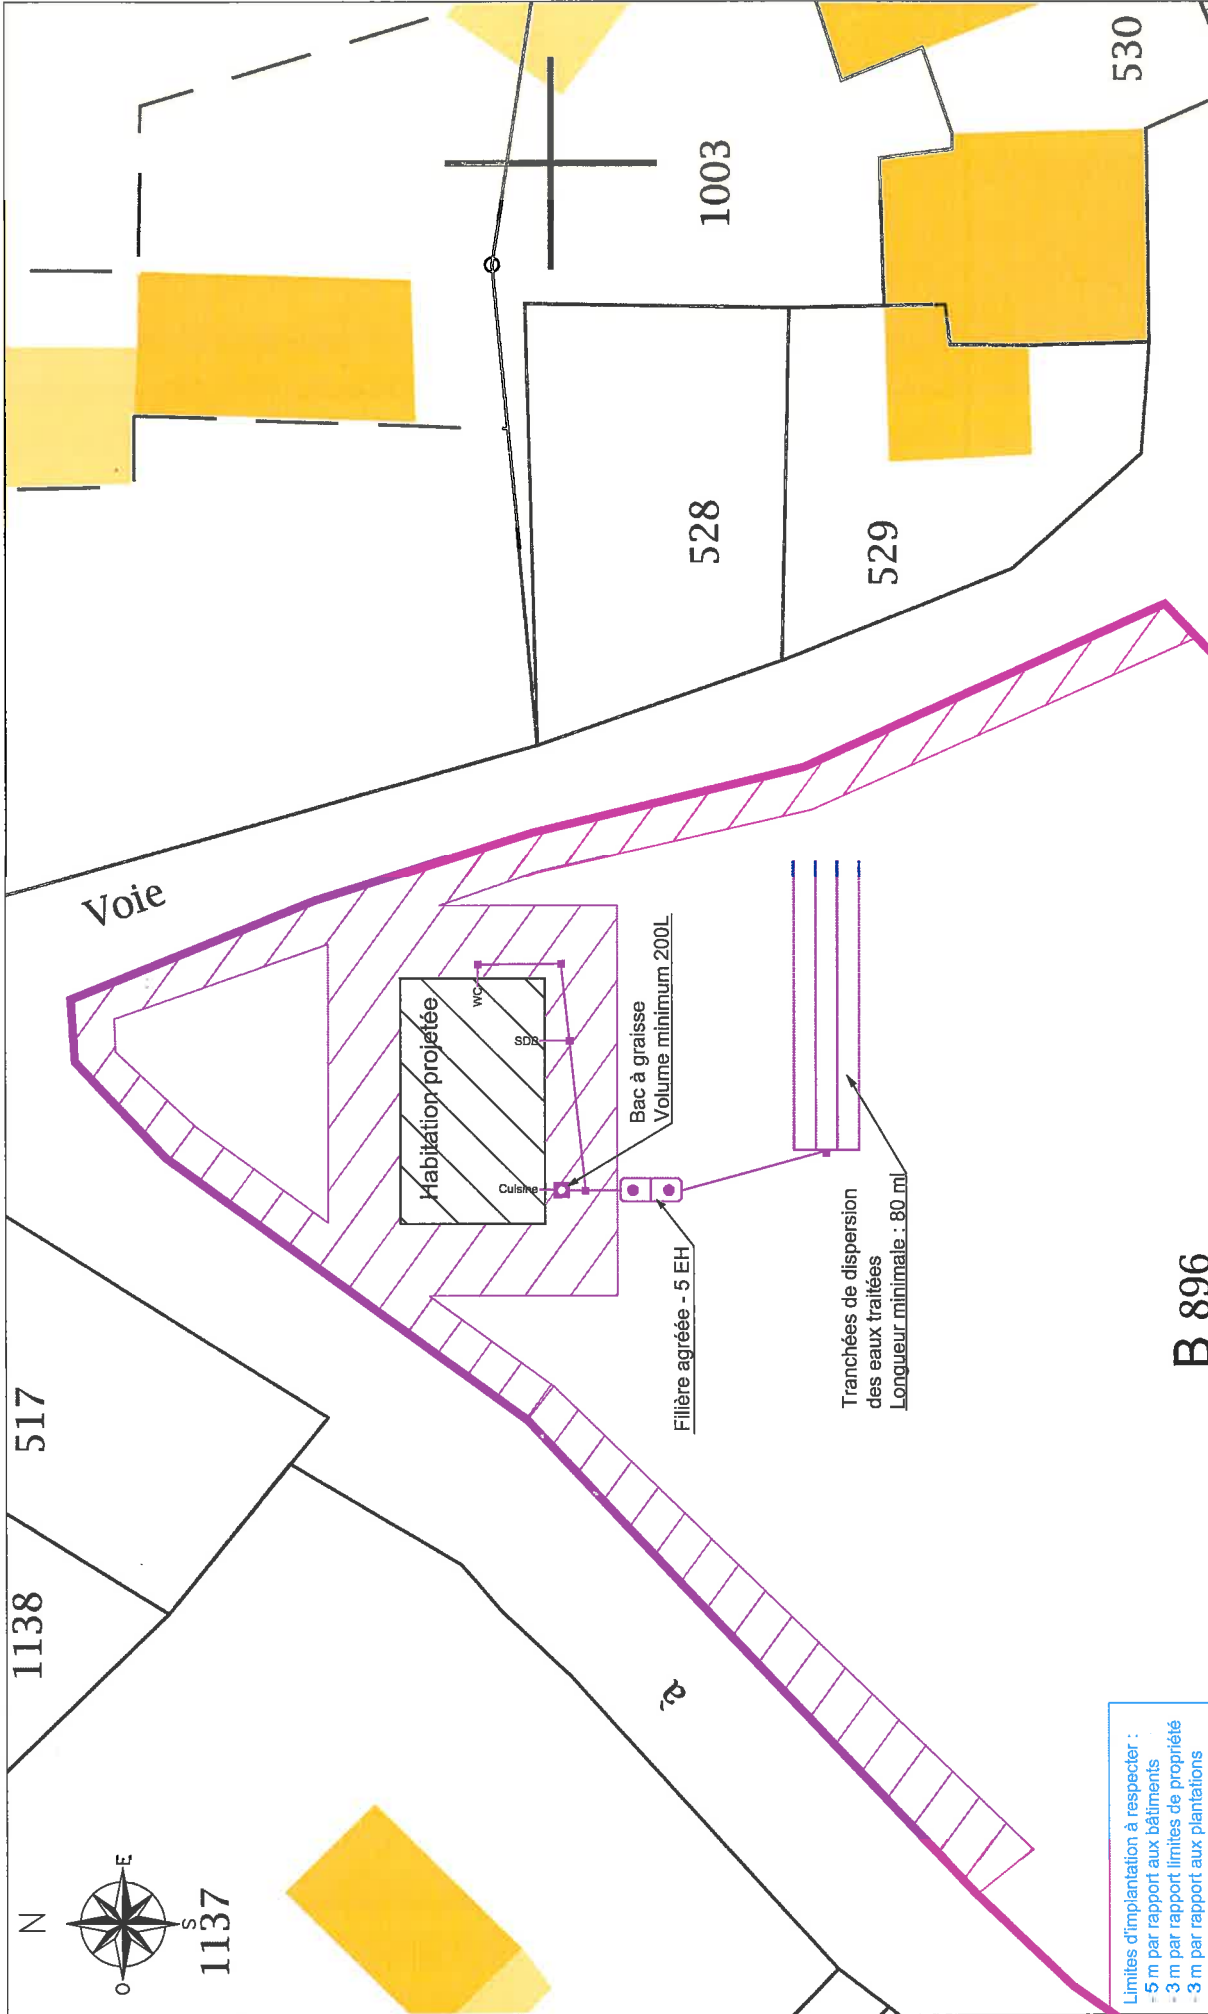 N
O
E
S
1137
1138
517
Voie
à
Habitation projetée
WC
SDB
Cuisine
Bac à graisse
Volume minimum 200L
Filière agréée - 5 EH
Tranchées de dispersion
des eaux traitées
Longueur minimale : 80 ml
B 896
528
529
1003
530
Limites d'implantation à respecter :
- 5 m par rapport aux bâtiments
- 3 m par rapport limites de propriété
- 3 m par rapport aux plantations